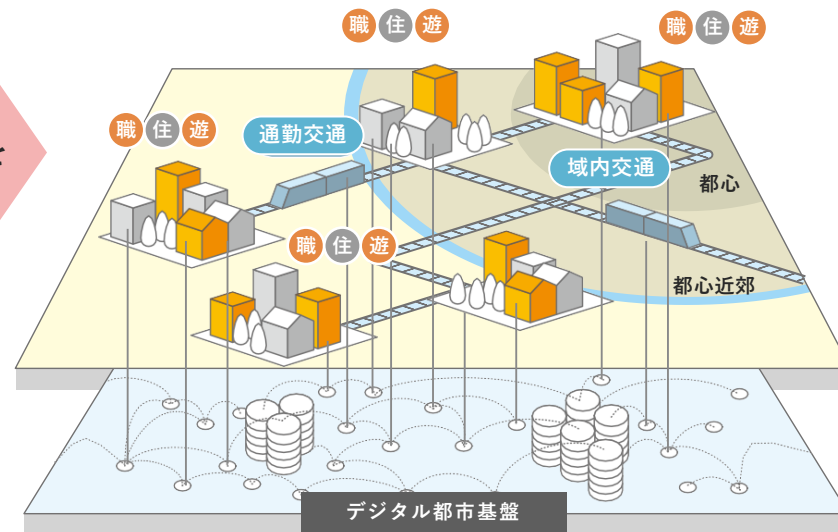 職 住 遊
職 住 遊
職 住 遊
通勤交通
域内交通
都心
職 住 遊
都心近郊
デジタル都市基盤